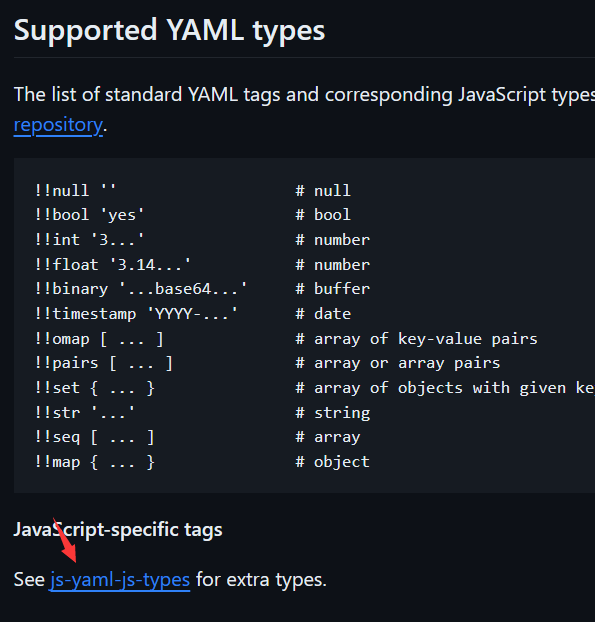 Supported YAML types
The list of standard YAML tags and corresponding JavaScript types
repository.
!!null ''                   # null
!!bool 'yes'                # bool
!!int '3...'                # number
!!float '3.14...'           # number
!!binary '...base64...'     # buffer
!!timestamp 'YYYY-...'      # date
!!omap [ ... ]              # array of key-value pairs
!!pairs [ ... ]             # array or array pairs
!!set { ... }               # array of objects with given ke
!!str '...'                 # string
!!seq [ ... ]               # array
!!map { ... }               # object
JavaScript-specific tags
See js-yaml-js-types for extra types.